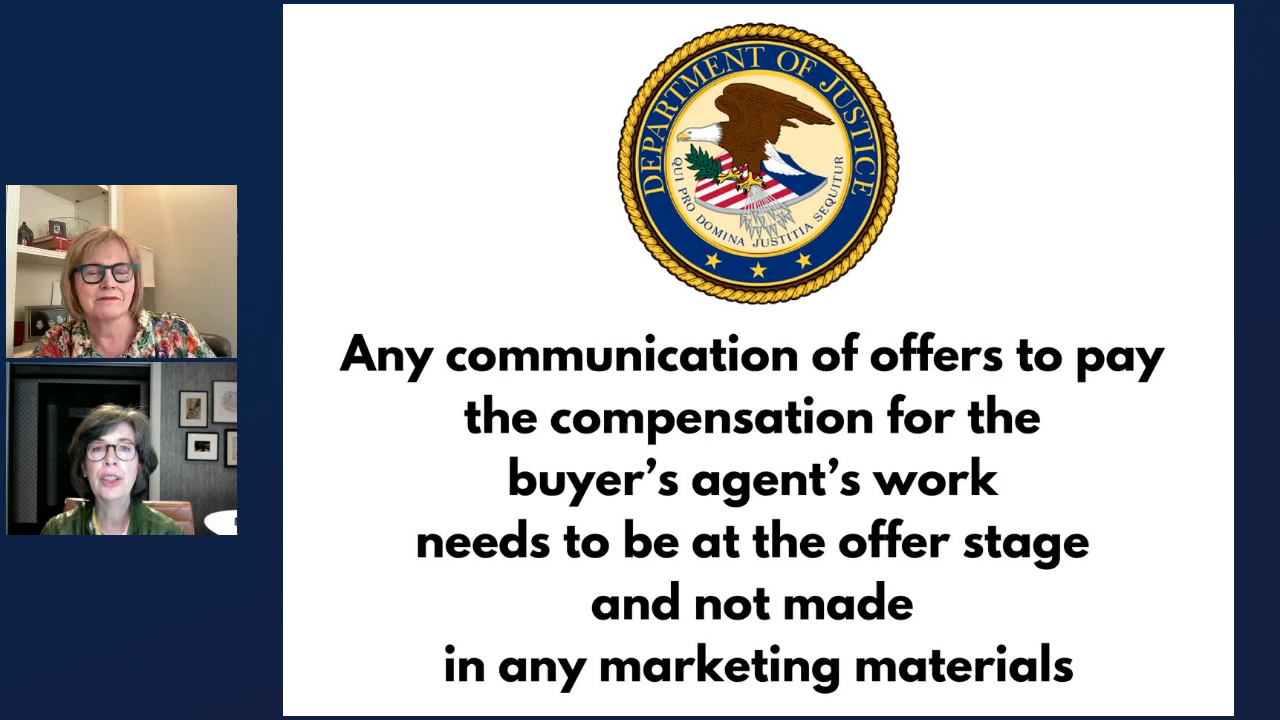 DEPARTMENT OF JUSTICE
QUI PRO DOMINA JUSTITIA SEQUITUR
Any communication of offers to pay
the compensation for the
buyer’s agent’s work
needs to be at the offer stage
and not made
in any marketing materials